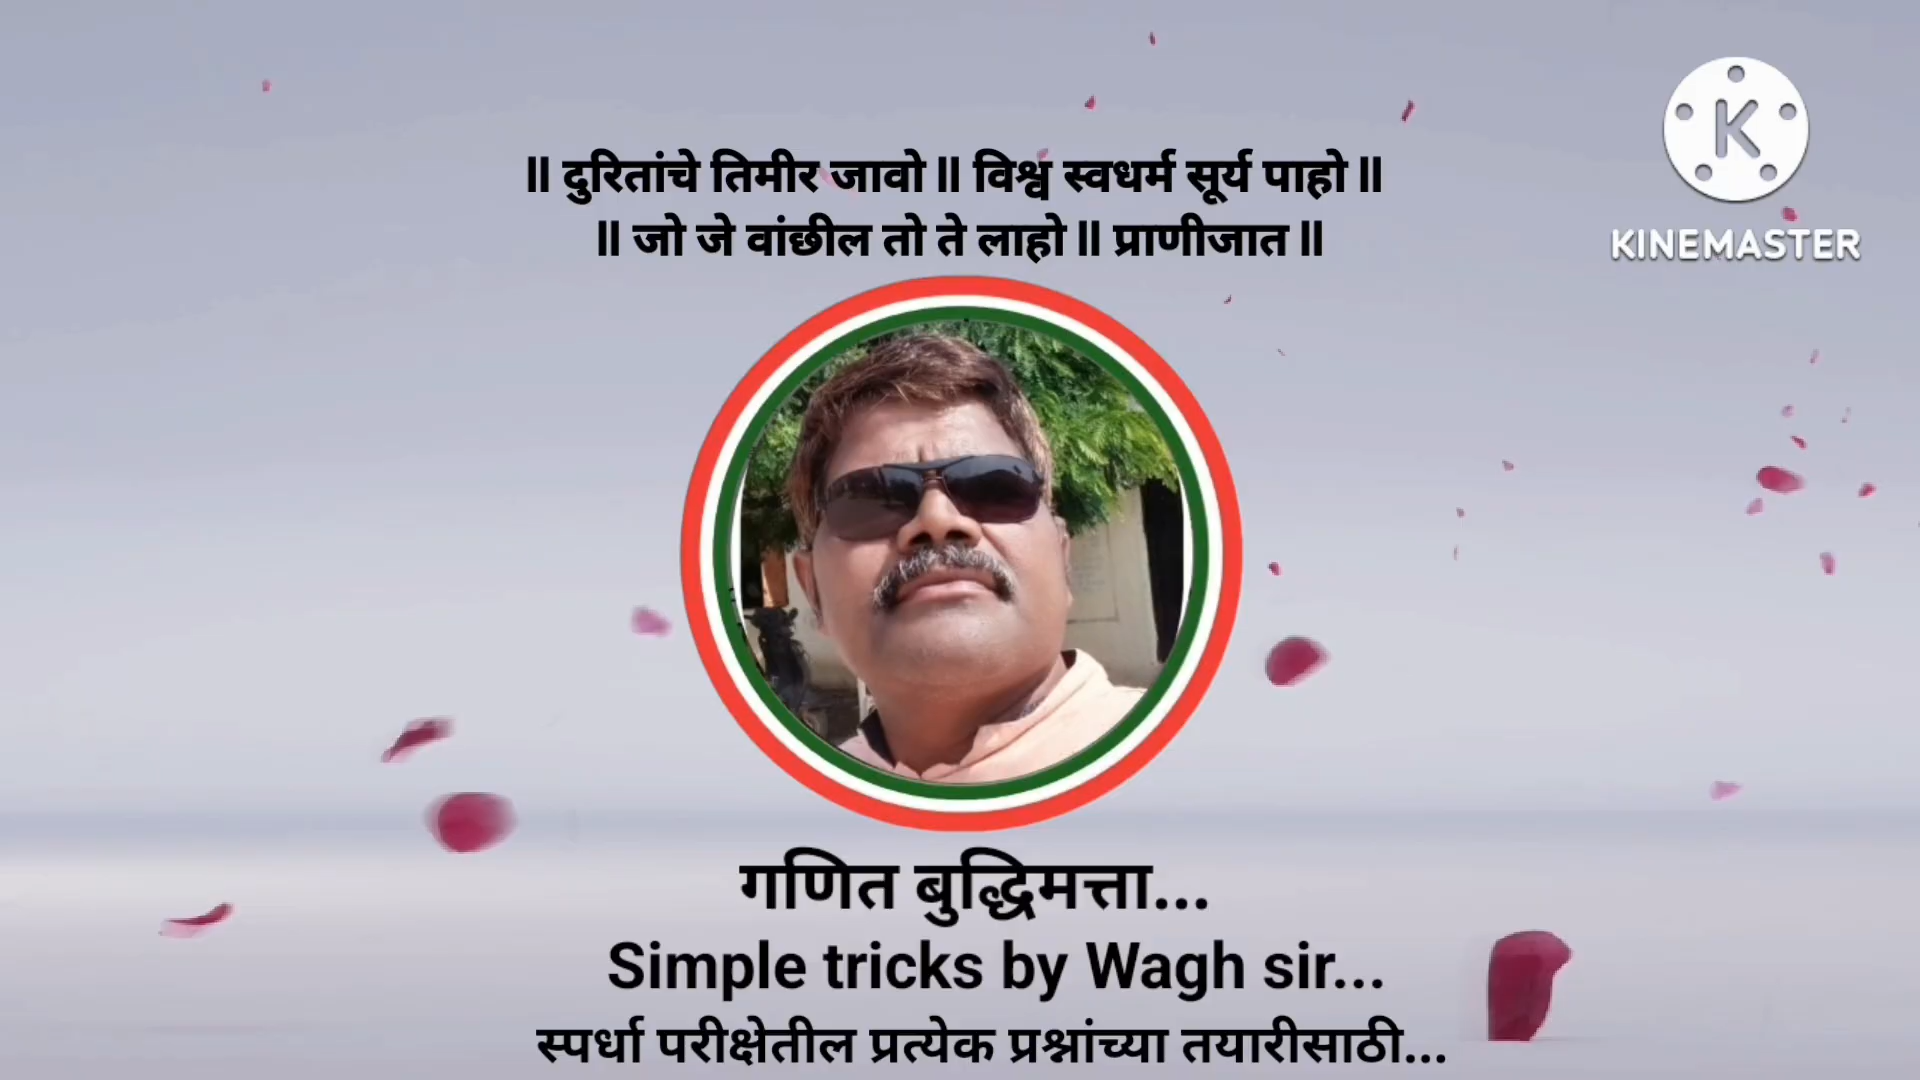 ॥ दुरितांचे तिमीर जावो ॥ विश्व स्वधर्म सूर्य पाहो ॥
॥ जो जे वांछील तो ते लाहो ॥ प्राणीजात ॥
K
KINEMASTER
गणित बुद्धिमत्ता...
Simple tricks by Wagh sir...
स्पर्धा परीक्षेतील प्रत्येक प्रश्नांच्या तयारीसाठी...